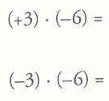 (+3) · (−6) =
(−3) · (−6) =